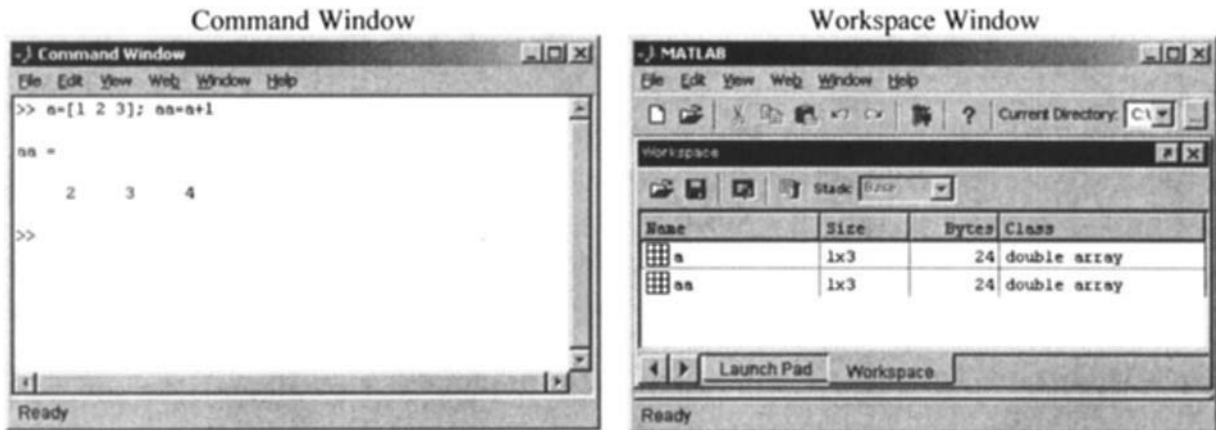 Command Window
Command Window
File Edit View Web Window Help
>> a=[1 2 3]; aa=a+1
aa =
2 3 4
>>
Ready
Workspace Window
MATLAB
File Edit View Web Window Help
? Current Directory: C:\
Workspace
Stack: Base
Name Size Bytes Class
a 1x3 24 double array
aa 1x3 24 double array
Launch Pad Workspace
Ready